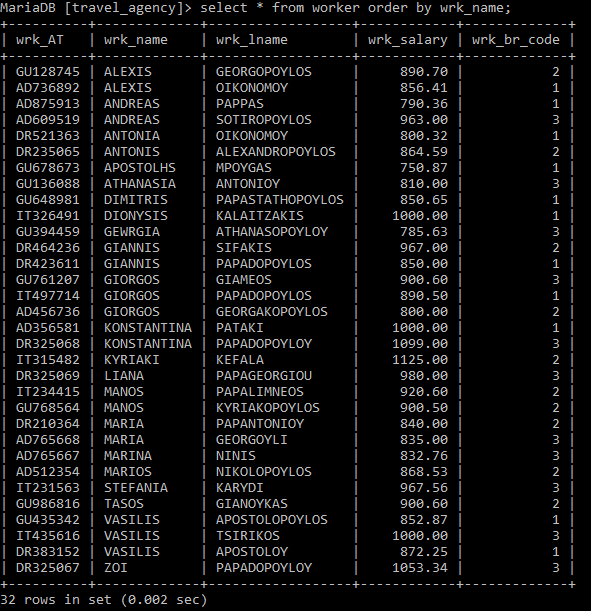 MariaDB [travel_agency]> select * from worker order by wrk_name;
+----------+-------------+-----------------+------------+-------------+
| wrk_AT   | wrk_name    | wrk_lname       | wrk_salary | wrk_br_code |
+----------+-------------+-----------------+------------+-------------+
| GU128745 | ALEXIS      | GEORGOPOYLOS    |     890.70 |           2 |
| AD736892 | ALEXIS      | OIKONOMOY       |     856.41 |           1 |
| AD875913 | ANDREAS     | PAPPAS          |     790.36 |           1 |
| AD609519 | ANDREAS     | SOTIROPOYLOS    |     963.00 |           3 |
| DR521363 | ANTONIA     | OIKONOMOY       |     800.32 |           1 |
| DR235065 | ANTONIS     | ALEXANDROPOYLOS |     864.59 |           2 |
| GU678673 | APOSTOLHS   | MPOYGAS         |     750.87 |           1 |
| GU136088 | ATHANASIA   | ANTONIOY        |     810.00 |           3 |
| GU648981 | DIMITRIS    | PAPASTATHOPOYLOS |     850.65 |           1 |
| IT326491 | DIONYSIS    | KALAITZAKIS     |    1000.00 |           1 |
| GU394459 | GEWRGIA     | ATHANASOPOYLOY  |     785.63 |           3 |
| DR464236 | GIANNIS     | SIFAKIS         |     967.00 |           2 |
| DR423611 | GIANNIS     | PAPADOPOYLOS    |     850.00 |           1 |
| GU761207 | GIORGOS     | GIAMEOS         |     900.60 |           3 |
| IT497714 | GIORGOS     | PAPADOPOYLOS    |     890.50 |           1 |
| AD456736 | GIORGOS     | GEORGAKOPOYLOS  |     800.00 |           2 |
| AD356581 | KONSTANTINA | PATAKI          |    1000.00 |           1 |
| DR325068 | KONSTANTINA | PAPADOPOYLOY    |    1099.00 |           3 |
| IT315482 | KYRIAKI     | KEFALA          |    1125.00 |           2 |
| DR325069 | LIANA       | PAPAGEORGIOU    |     980.00 |           3 |
| IT234415 | MANOS       | PAPALIMNEOS     |     920.60 |           2 |
| GU768564 | MANOS       | KYRIAKOPOYLOS   |     900.50 |           2 |
| DR210364 | MARIA       | PAPANTONIOY     |     840.00 |           2 |
| AD765668 | MARIA       | GEORGOYLI       |     835.00 |           3 |
| AD765667 | MARINA      | NINIS           |     832.76 |           3 |
| AD512354 | MARIOS      | NIKOLOPOYLOS    |     868.53 |           2 |
| IT231563 | STEFANIA    | KARYDI          |     967.56 |           3 |
| GU986816 | TASOS       | GIANOYKAS       |     900.60 |           2 |
| GU435342 | VASILIS     | APOSTOLOPOYLOS  |     852.87 |           1 |
| IT435616 | VASILIS     | TSIRIKOS        |    1000.00 |           3 |
| DR383152 | VASILIS     | APOSTOLOY       |     872.25 |           1 |
| DR325067 | ZOI         | PAPADOPOYLOY    |    1053.34 |           3 |
+----------+-------------+-----------------+------------+-------------+
32 rows in set (0.002 sec)